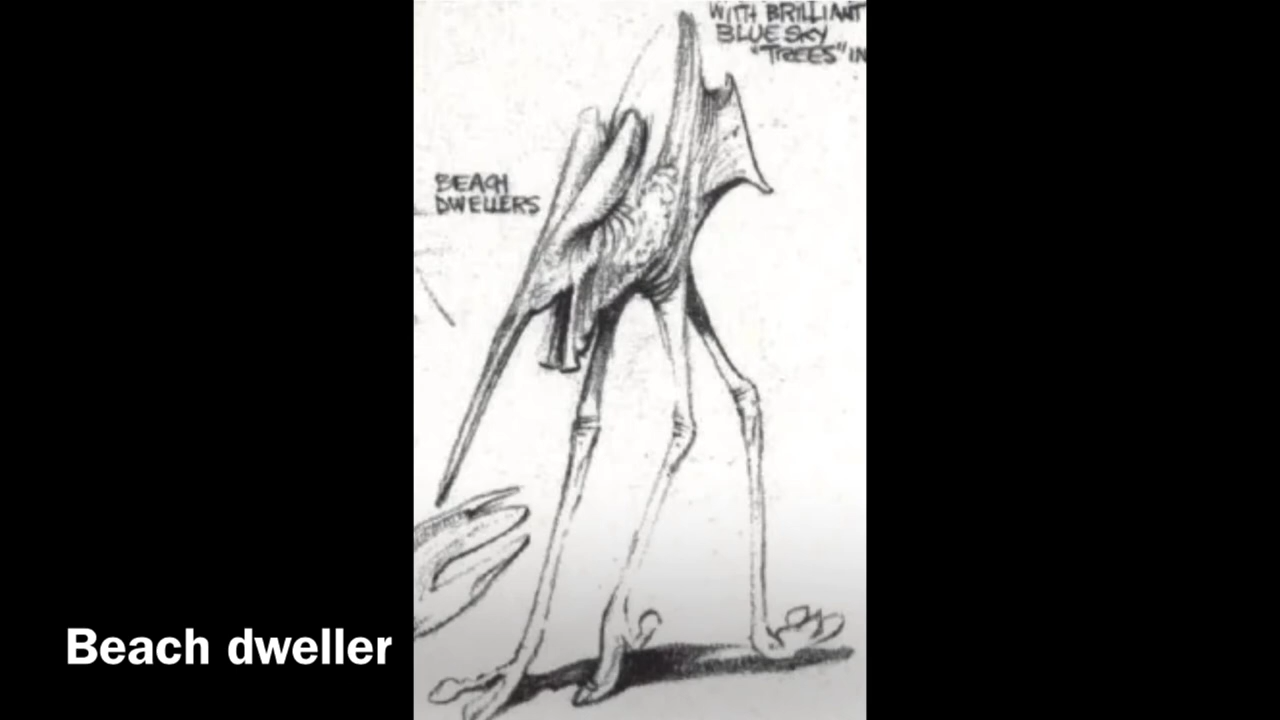 WITH BRILLIANT
BLUE SKY
"TREES" IN
BEACH
DWELLERS
Beach dweller